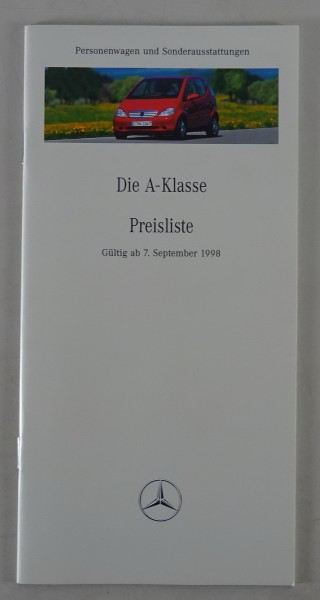 Personenwagen und Sonderausstattungen
Die A-Klasse
Preisliste
Gültig ab 7. September 1998